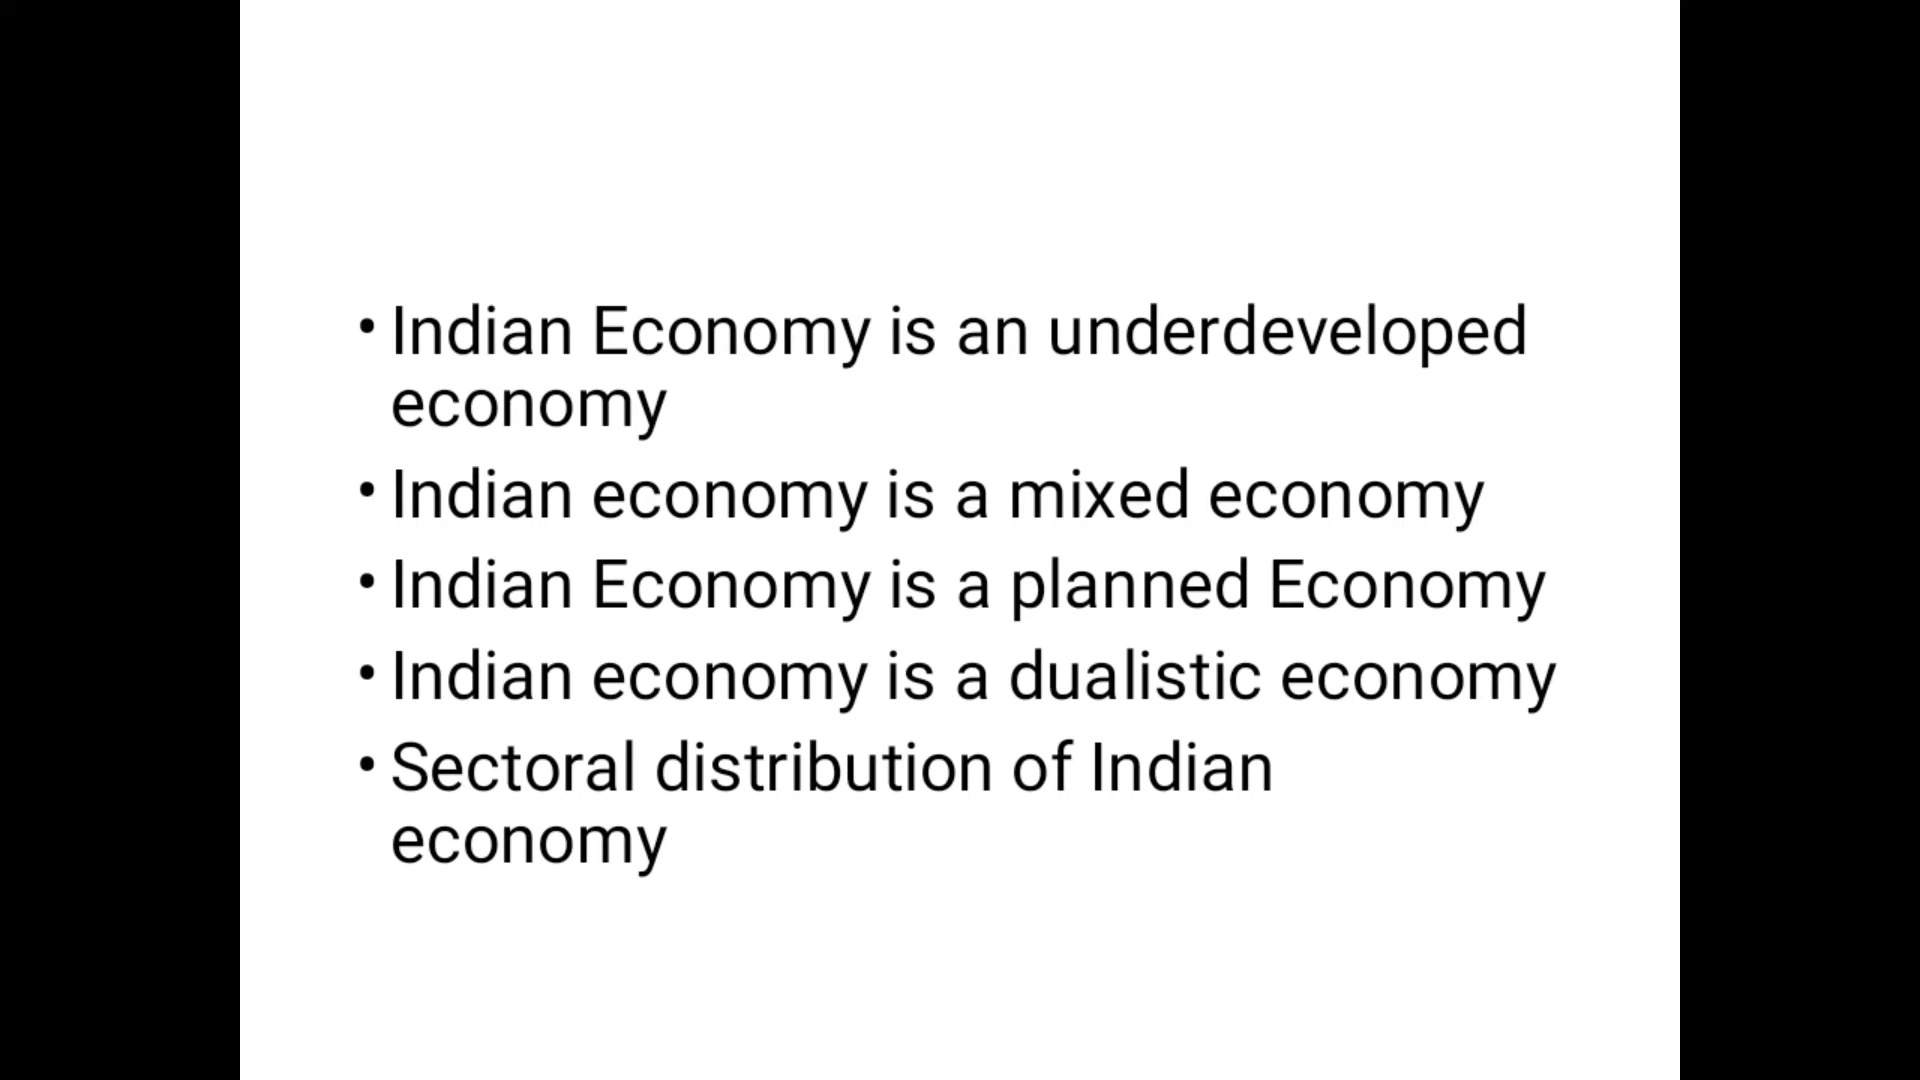 • Indian Economy is an underdeveloped
economy
• Indian economy is a mixed economy
• Indian Economy is a planned Economy
• Indian economy is a dualistic economy
• Sectoral distribution of Indian
economy